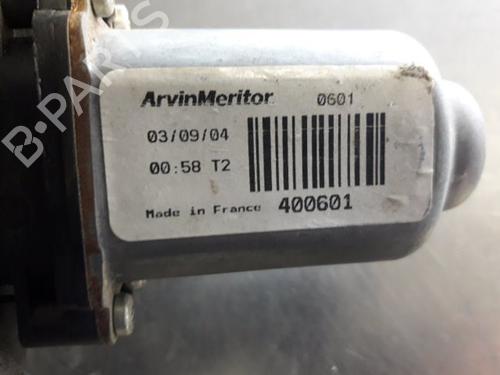 ArvinMeritor 0601
03/09/04
00:58 T2
Made in France 400601
B-PARTS